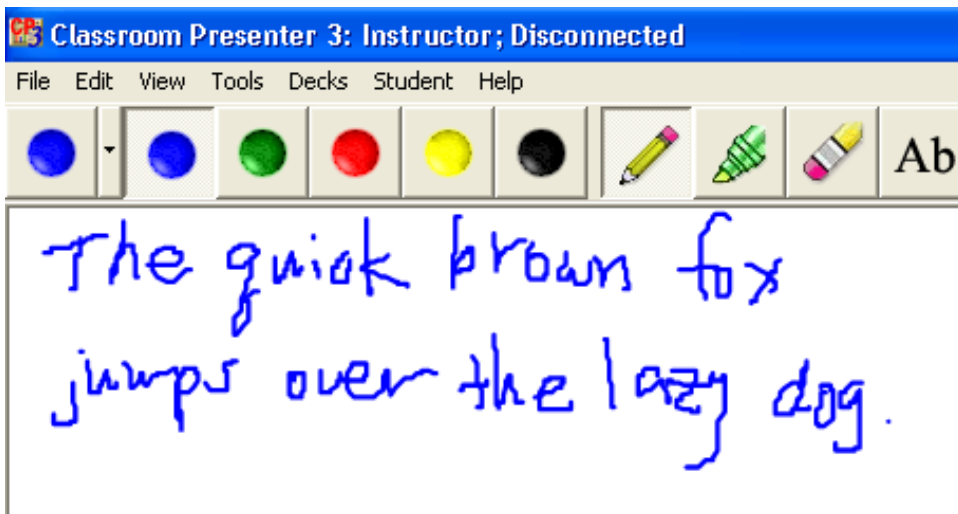 Classroom Presenter 3: Instructor; Disconnected
File Edit View Tools Decks Student Help
Ab
The quick brown fox
jumps over the lazy dog.